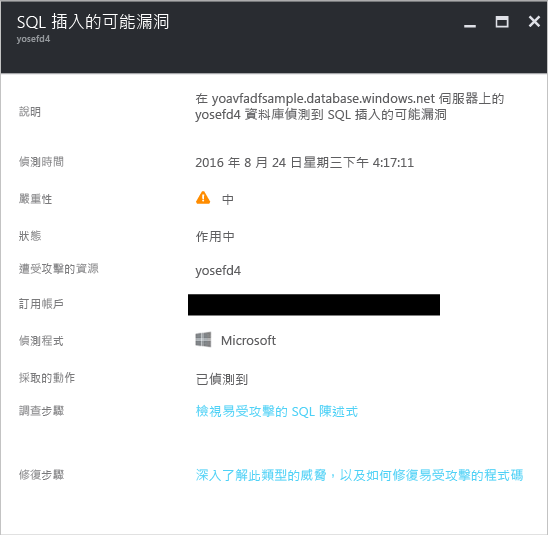 SQL 插入的可能漏洞
yosefd4
說明
在 yoavfadfsample.database.windows.net 伺服器上的
yosefd4 資料庫偵測到 SQL 插入的可能漏洞
偵測時間
2016 年 8 月 24 日星期三下午 4:17:11
嚴重性
中
狀態
作用中
遭受攻擊的資源
yosefd4
訂用帳戶
偵測程式
Microsoft
採取的動作
已偵測到
調查步驟
檢視易受攻擊的 SQL 陳述式
修復步驟
深入了解此類型的威脅，以及如何修復易受攻擊的程式碼